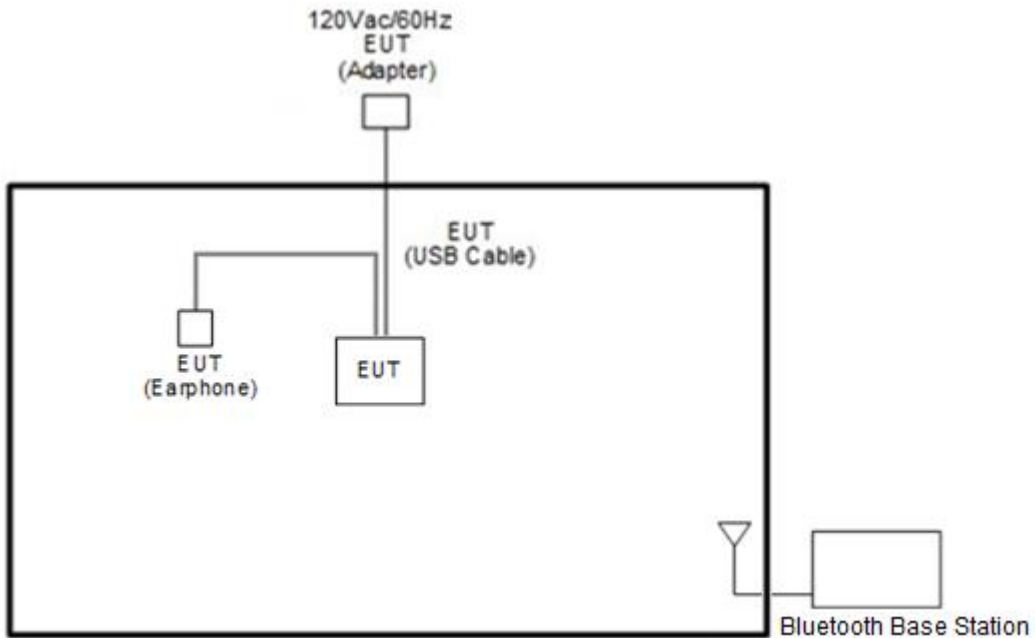 120Vac/60Hz
EUT
(Adapter)
EUT
(USB Cable)
EUT
(Earphone)
EUT
Bluetooth Base Station